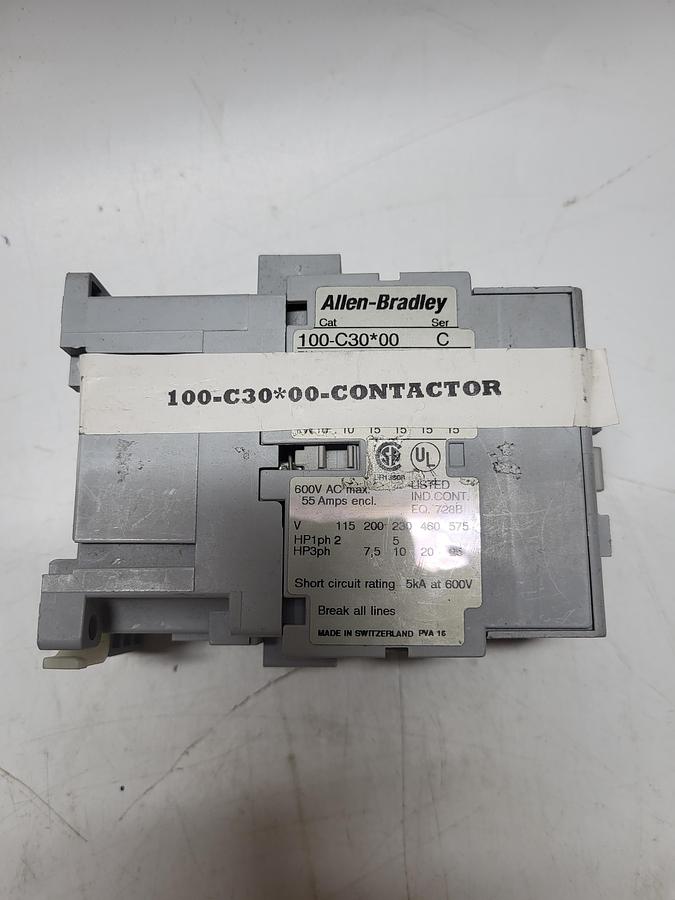 Allen-Bradley
Cat Ser
100-C30*00 C
100-C30*00-CONTACTOR
10 15 15 15 15
SA UL
600V AC max. LISTED
55 Amps encl. IND.CONT.
EQ. 728B
V 115 200 230 460 575
HP1ph 2 5
HP3ph 7,5 10 20
Short circuit rating 5kA at 600V
Break all lines
MADE IN SWITZERLAND PVA 16